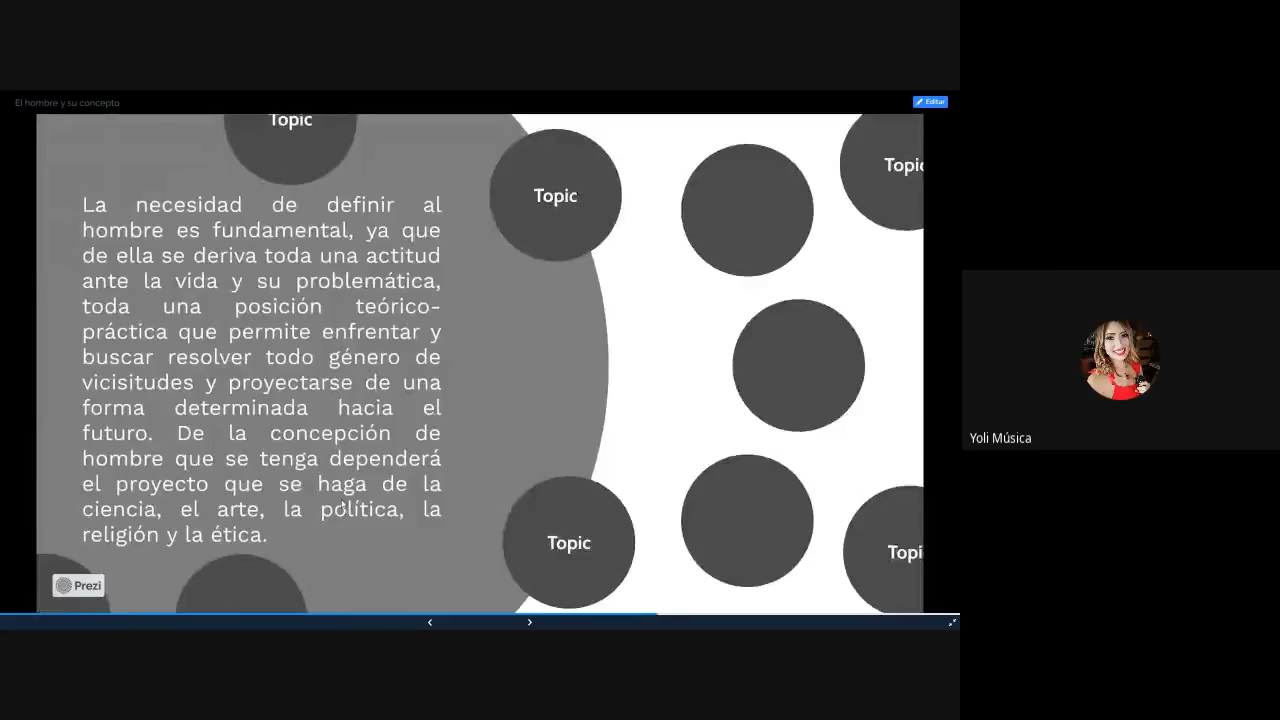 El hombre y su concepto
Editar
Topic
Topic
Topic
La necesidad de definir al
hombre es fundamental, ya que
de ella se deriva toda una actitud
ante la vida y su problemática,
toda una posición teórico-
práctica que permite enfrentar y
buscar resolver todo género de
vicisitudes y proyectarse de una
forma determinada hacia el
futuro. De la concepción de
hombre que se tenga dependerá
el proyecto que se haga de la
ciencia, el arte, la política, la
religión y la ética.
Topic
Topi
Prezi
Yoli Música